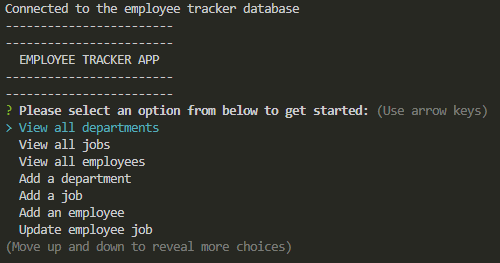 Connected to the employee tracker database
------------------------
------------------------
  EMPLOYEE TRACKER APP
------------------------
------------------------
? Please select an option from below to get started: (Use arrow keys)
> View all departments
  View all jobs
  View all employees
  Add a department
  Add a job
  Add an employee
  Update employee job
(Move up and down to reveal more choices)